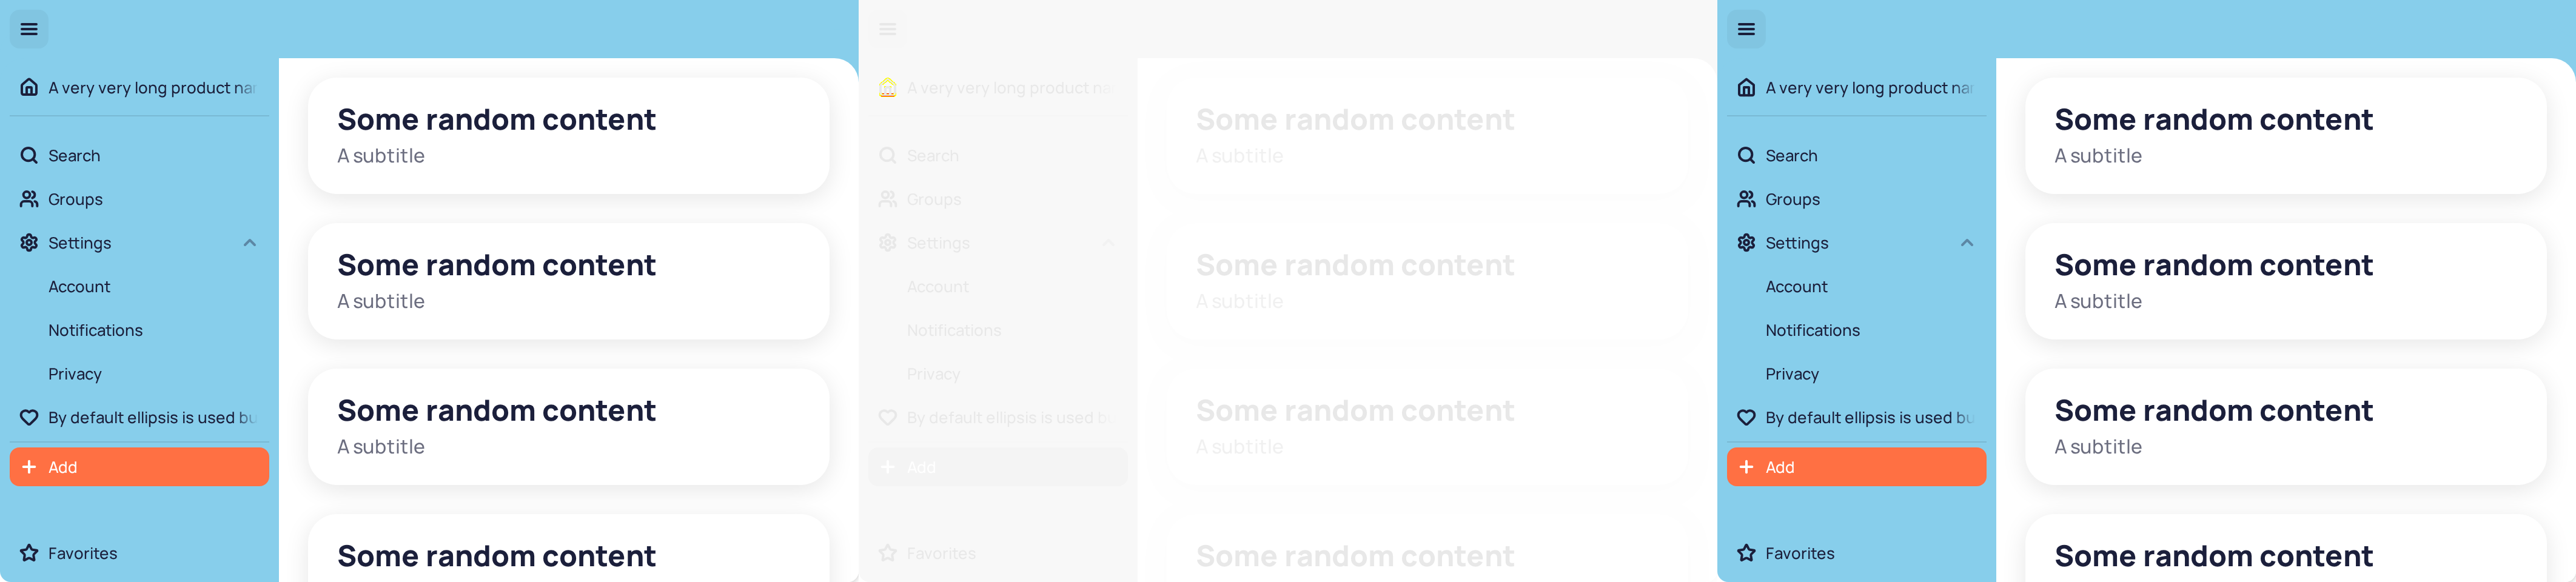 A very very long product na
Search
Groups
Settings
Account
Notifications
Privacy
By default ellipsis is used bu
Add
Favorites
Some random content
A subtitle
Some random content
A subtitle
Some random content
A subtitle
Some random content
A very very long product na
Search
Groups
Settings
Account
Notifications
Privacy
By default ellipsis is used b
Add
Favorites
Some random content
A subtitle
Some random content
A subtitle
Some random content
A subtitle
Some random content
A very very long product na
Search
Groups
Settings
Account
Notifications
Privacy
By default ellipsis is used bu
Add
Favorites
Some random content
A subtitle
Some random content
A subtitle
Some random content
A subtitle
Some random content